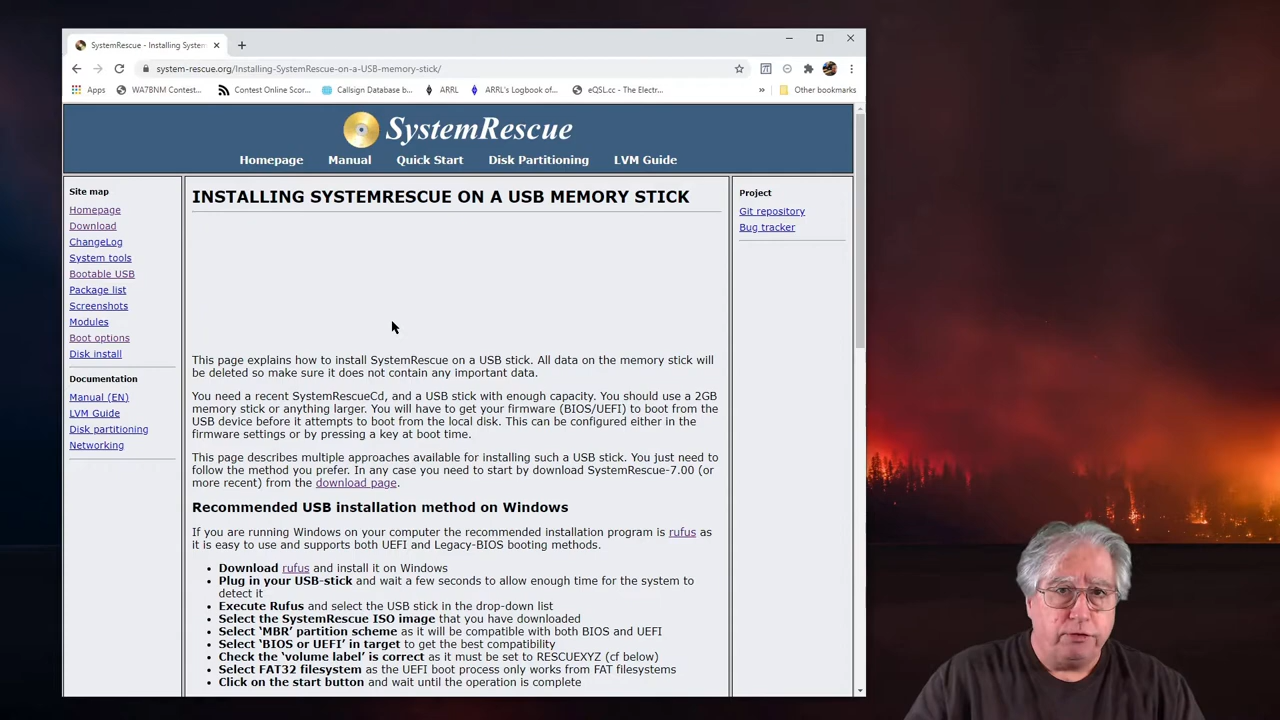 SystemRescue - Installing System
system-rescue.org/Installing-SystemRescue-on-a-USB-memory-stick/
Apps WA7BNM Contest... Contest Online Scor... Callsign Database b... ARRL ARRL's Logbook of... eQSL.cc - The Electr... » Other bookmarks
SystemRescue
Homepage Manual Quick Start Disk Partitioning LVM Guide
Site map
Homepage
Download
ChangeLog
System tools
Bootable USB
Package list
Screenshots
Modules
Boot options
Disk install
Documentation
Manual (EN)
LVM Guide
Disk partitioning
Networking
INSTALLING SYSTEMRESCUE ON A USB MEMORY STICK
This page explains how to install SystemRescue on a USB stick. All data on the memory stick will
be deleted so make sure it does not contain any important data.
You need a recent SystemRescueCd, and a USB stick with enough capacity. You should use a 2GB
memory stick or anything larger. You will have to get your firmware (BIOS/UEFI) to boot from the
USB device before it attempts to boot from the local disk. This can be configured either in the
firmware settings or by pressing a key at boot time.
This page describes multiple approaches available for installing such a USB stick. You just need to
follow the method you prefer. In any case you need to start by download SystemRescue-7.00 (or
more recent) from the download page.
Recommended USB installation method on Windows
If you are running Windows on your computer the recommended installation program is rufus as
it is easy to use and supports both UEFI and Legacy-BIOS booting methods.
• Download rufus and install it on Windows
• Plug in your USB-stick and wait a few seconds to allow enough time for the system to
detect it
• Execute Rufus and select the USB stick in the drop-down list
• Select the SystemRescue ISO image that you have downloaded
• Select ‘MBR’ partition scheme as it will be compatible with both BIOS and UEFI
• Select ‘BIOS or UEFI’ in target to get the best compatibility
• Check the ‘volume label’ is correct as it must be set to RESCUEXYZ (cf below)
• Select FAT32 filesystem as the UEFI boot process only works from FAT filesystems
• Click on the start button and wait until the operation is complete
Project
Git repository
Bug tracker